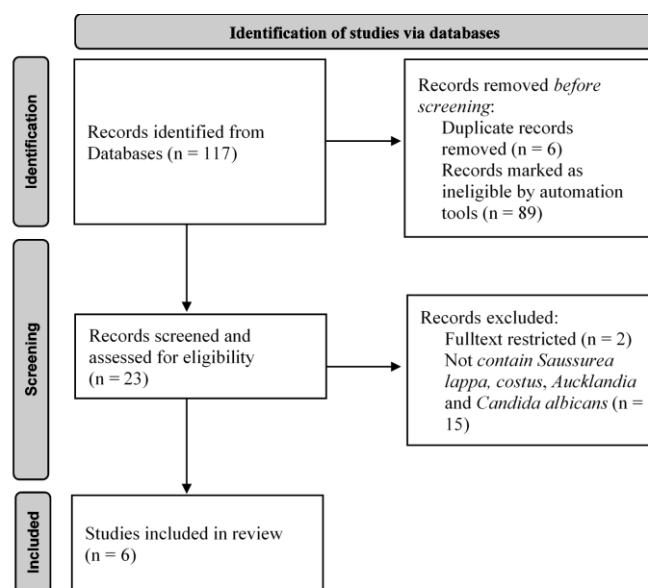 Identification of studies via databases
Identification
Records identified from
Databases (n = 117)
Records removed before
screening:
Duplicate records
removed (n = 6)
Records marked as
ineligible by automation
tools (n = 89)
Screening
Records screened and
assessed for eligibility
(n = 23)
Records excluded:
Fulltext restricted (n = 2)
Not contain Saussurea
lappa, costus, Aucklandia
and Candida albicans (n =
15)
Included
Studies included in review
(n = 6)